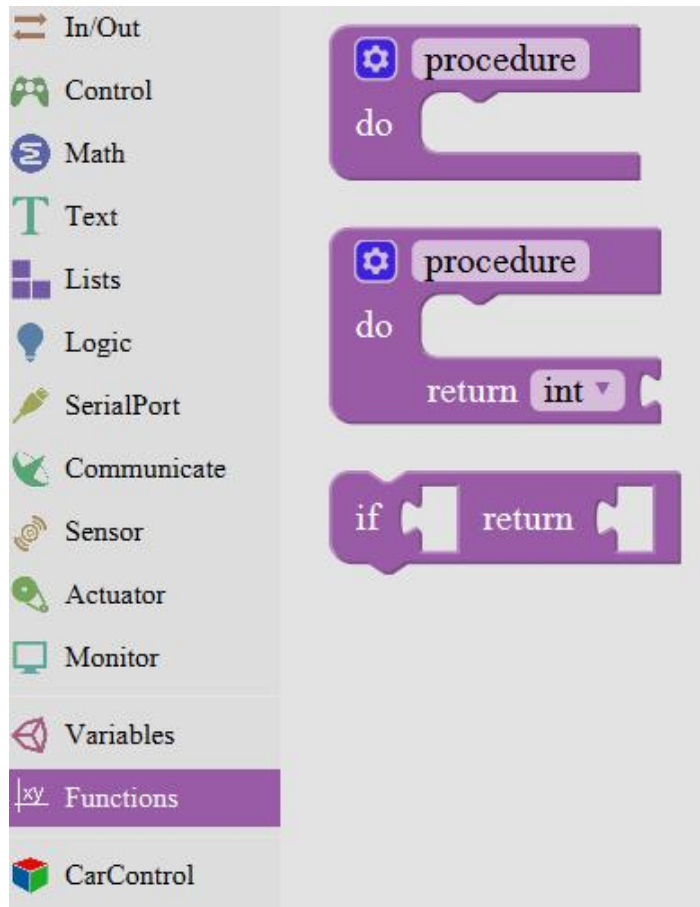 In/Out
Control
Math
Text
Lists
Logic
SerialPort
Communicate
Sensor
Actuator
Monitor
Variables
xy Functions
CarControl
procedure
do
procedure
do
return int
if return